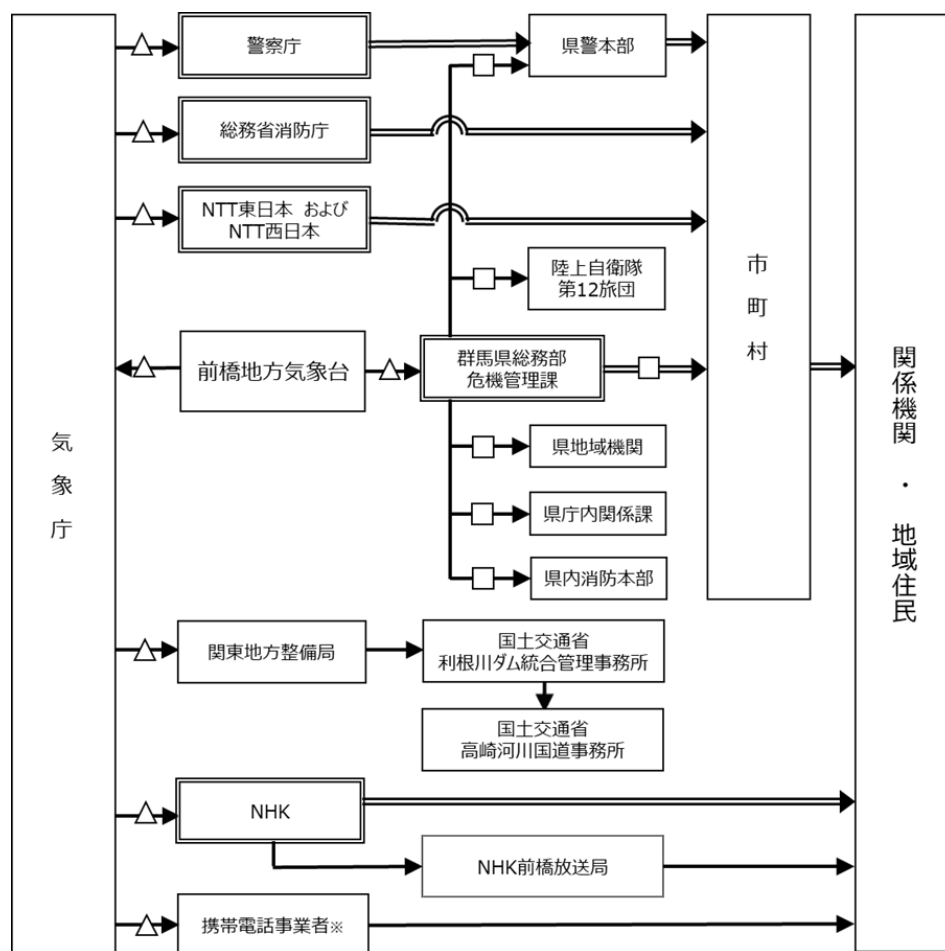 気象庁
警察庁
県警本部
総務省消防庁
NTT東日本 および
NTT西日本
陸上自衛隊
第12旅団
前橋地方気象台
群馬県総務部
危機管理課
県地域機関
県庁内関係課
県内消防本部
市町村
関東地方整備局
国土交通省
利根川ダム統合管理事務所
国土交通省
高崎河川国道事務所
NHK
NHK前橋放送局
携帯電話事業者※
関係機関・地域住民